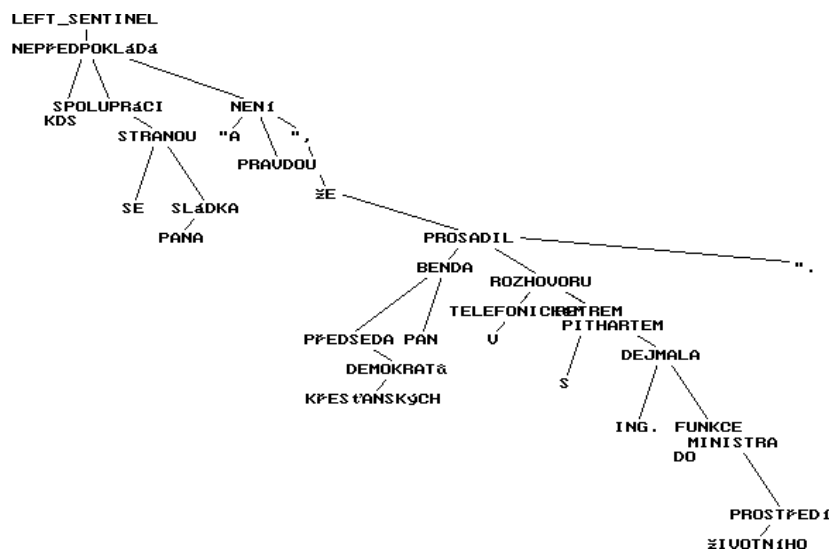 LEFT_SENTINEL
NEPŘEDPOKLáDá
SPOLUPRáCI
KDS
NENí
STRANOU
"A
",
PRAVDOU
ŽE
SE
SLáDKA
PANA
PROSADIL
".
BENDA
ROZHOVORU
TELEFONICKÉM
PETREM
PITHARTEM
PŘEDSEDA
PAN
V
DEJMALA
DEMOKRATů
S
KŘESťANSKýCH
ING.
FUNKCE
MINISTRA
DO
PROSTŘEDí
ŽIVOTNíHO